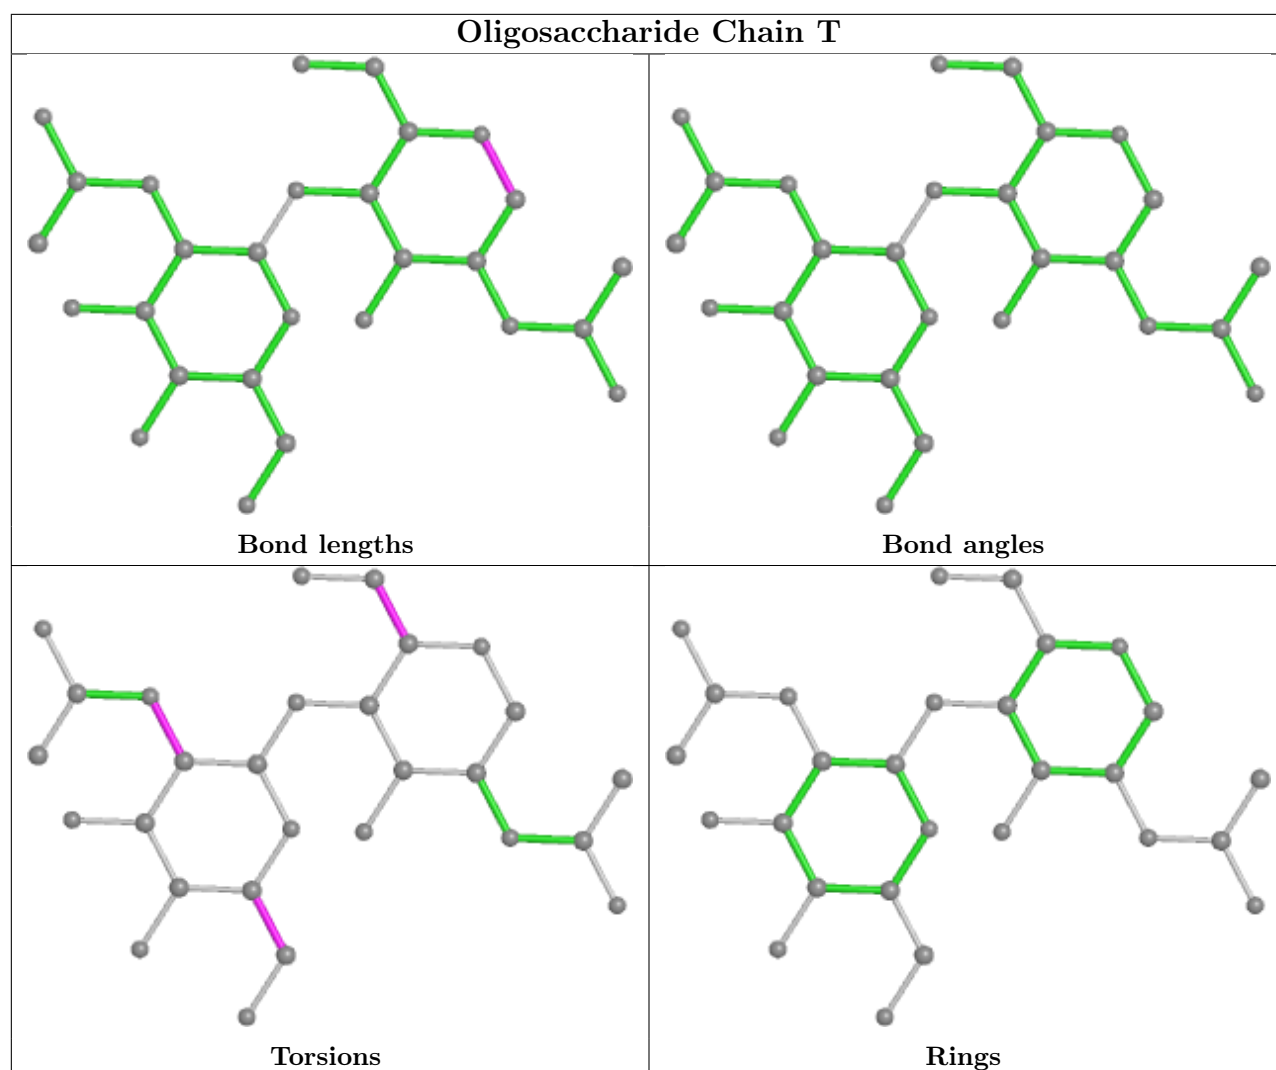 Oligosaccharide Chain T
Bond lengths
Bond angles
Torsions
Rings